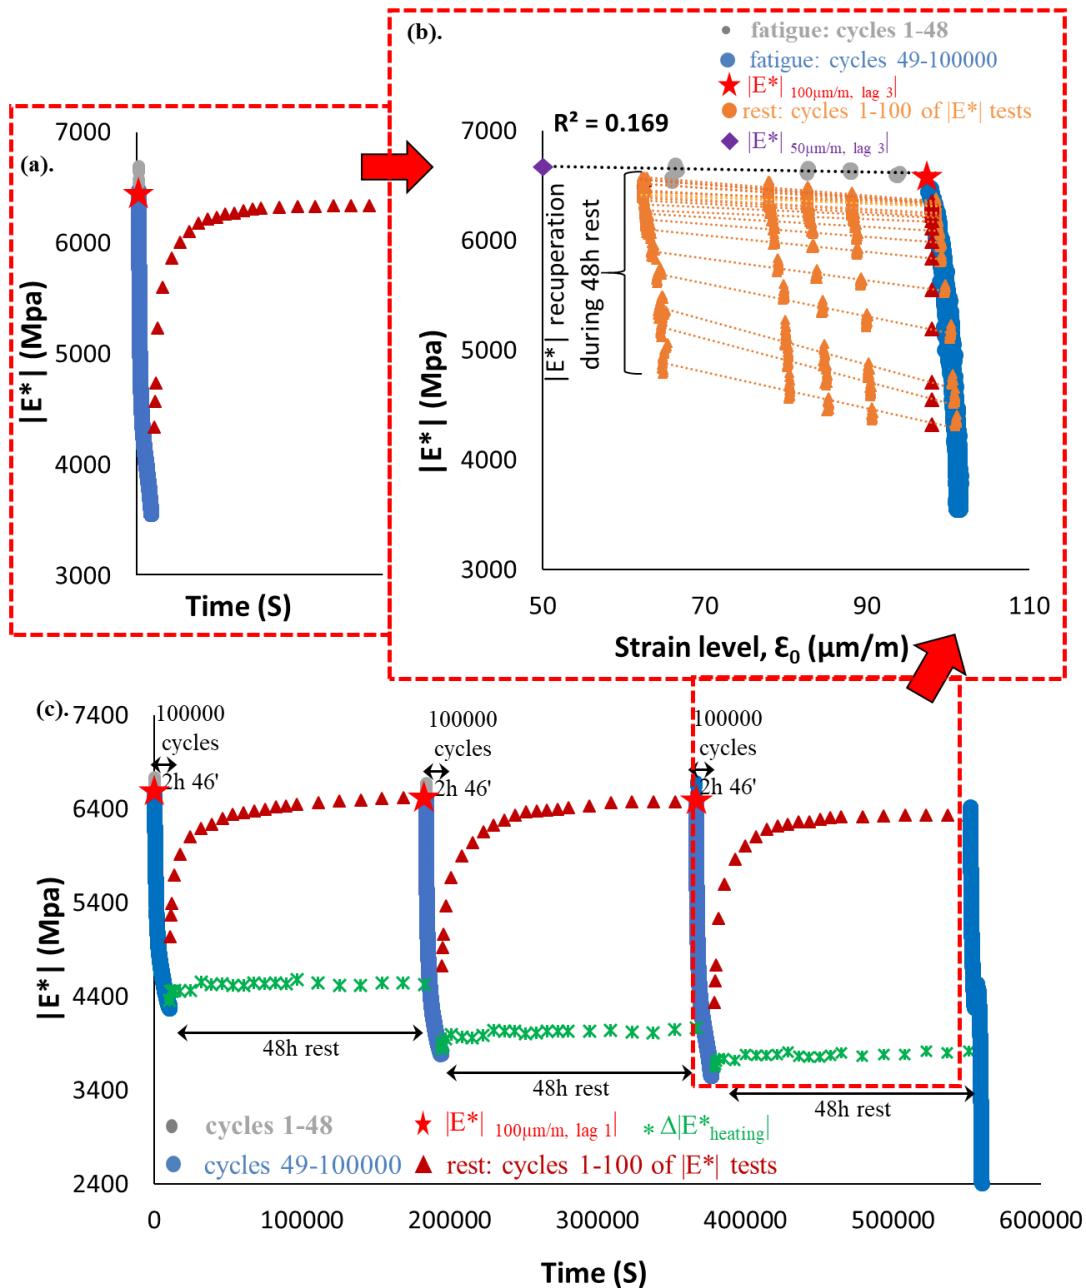 (a).
7000
6000
5000
4000
3000
|E*| (Mpa)
Time (S)
(b).
fatigue: cycles 1-48
fatigue: cycles 49-100000
|E*| 100μm/m, lag 3|
rest: cycles 1-100 of |E*| tests
|E*| 50μm/m, lag 3|
R² = 0.169
7000
6000
5000
4000
3000
|E*| (Mpa)
|E*| recuperation
during 48h rest
50
70
90
110
Strain level, Ɛ0 (μm/m)
(c).
7400
6400
5400
4400
3400
2400
|E*| (Mpa)
100000
cycles
2h 46'
100000
cycles
2h 46'
100000
cycles
2h 46'
48h rest
48h rest
48h rest
cycles 1-48
|E*| 100μm/m, lag 1|
* Δ|E*heating|
cycles 49-100000
rest: cycles 1-100 of |E*| tests
0
100000
200000
300000
400000
500000
600000
Time (S)